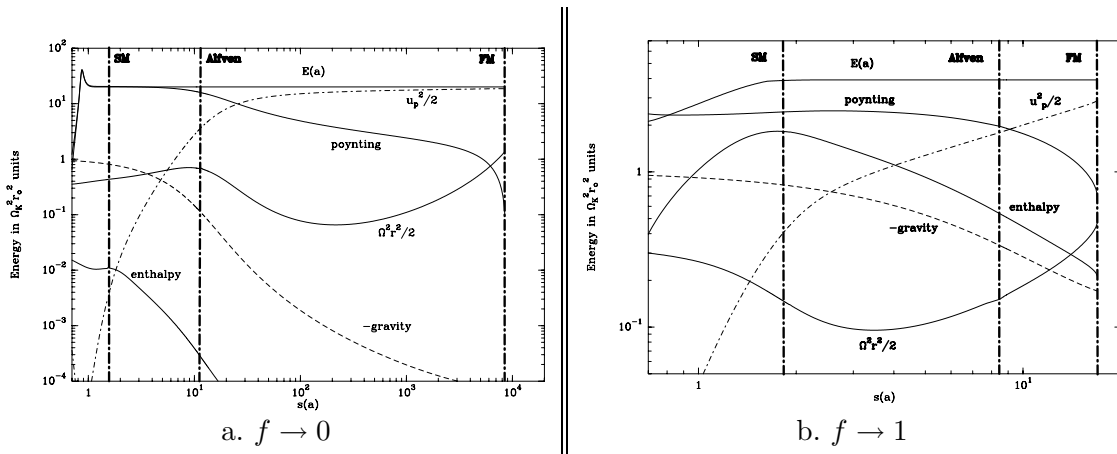 SM Alfven FM
E(a)
u_p^2/2
poynting
Ω^2r^2/2
enthalpy
-gravity
Energy in Ω_K^2 r_o^2 units
10^2
10
1
10^-1
10^-2
10^-3
10^-4
1 10^1 10^2 10^3 10^4
s(a)
a. f → 0
SM Alfven FM
E(a)
u_p^2/2
poynting
enthalpy
-gravity
Ω^2r^2/2
Energy in Ω_K^2 r_o^2 units
1
10^-1
1 10^1
s(a)
b. f → 1